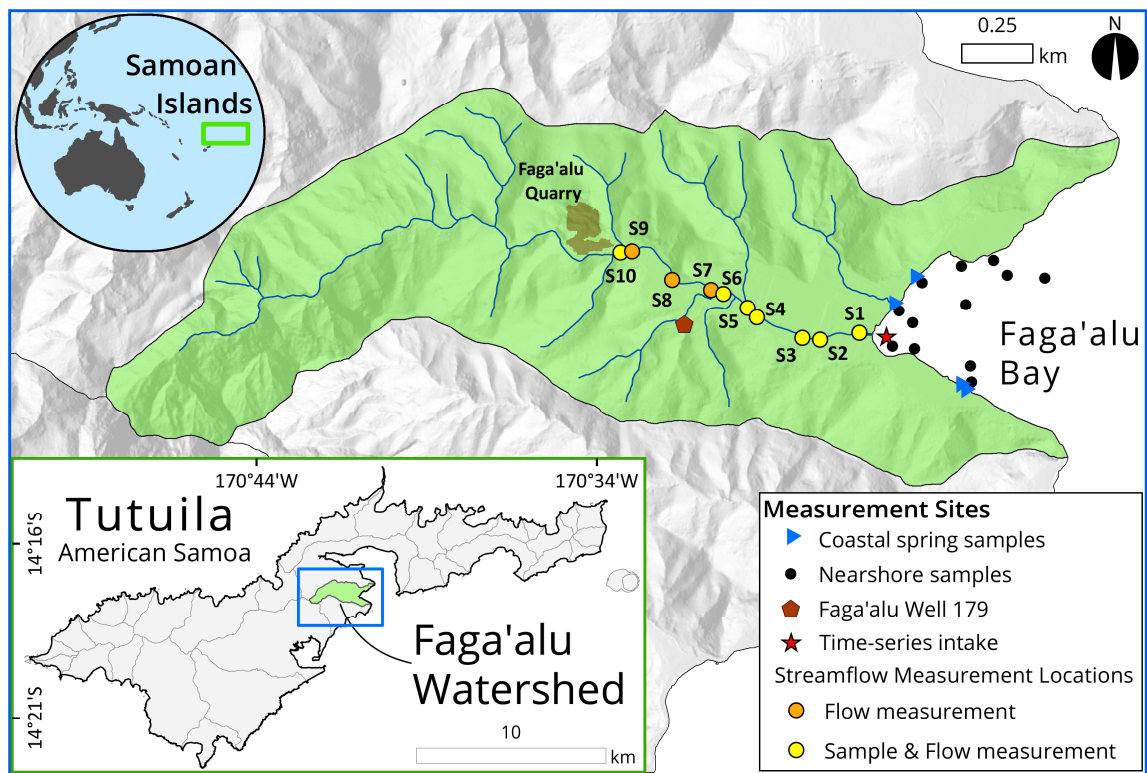 Samoan
Islands
0.25
km
N
Faga'alu
Quarry
S9
S10
S8
S7
S6
S5
S4
S3
S2
S1
Faga'alu
Bay
170°44'W
170°34'W
14°16'S
14°21'S
Tutuila
American Samoa
Faga'alu
Watershed
10
km
Measurement Sites
Coastal spring samples
Nearshore samples
Faga'alu Well 179
Time-series intake
Streamflow Measurement Locations
Flow measurement
Sample & Flow measurement